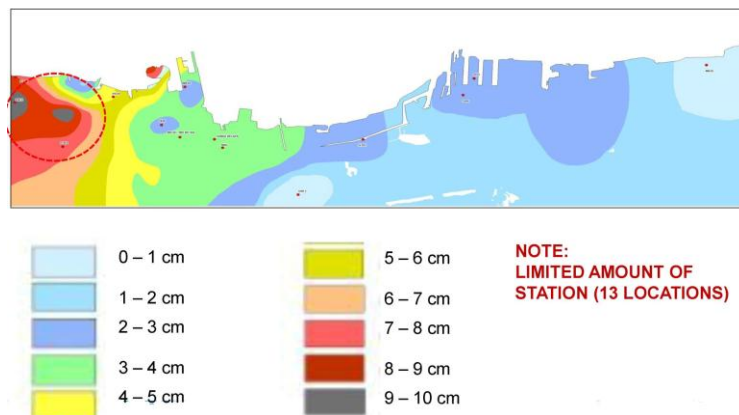 0 – 1 cm
1 – 2 cm
2 – 3 cm
3 – 4 cm
4 – 5 cm
5 – 6 cm
6 – 7 cm
7 – 8 cm
8 – 9 cm
9 – 10 cm
NOTE:
LIMITED AMOUNT OF
STATION (13 LOCATIONS)